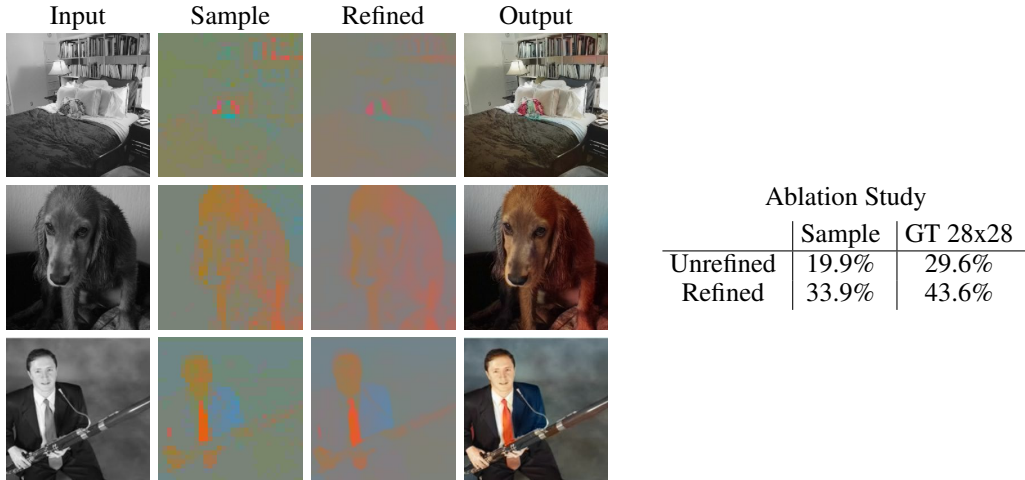 Input Sample Refined Output
Ablation Study
Sample GT 28x28
Unrefined 19.9% 29.6%
Refined 33.9% 43.6%